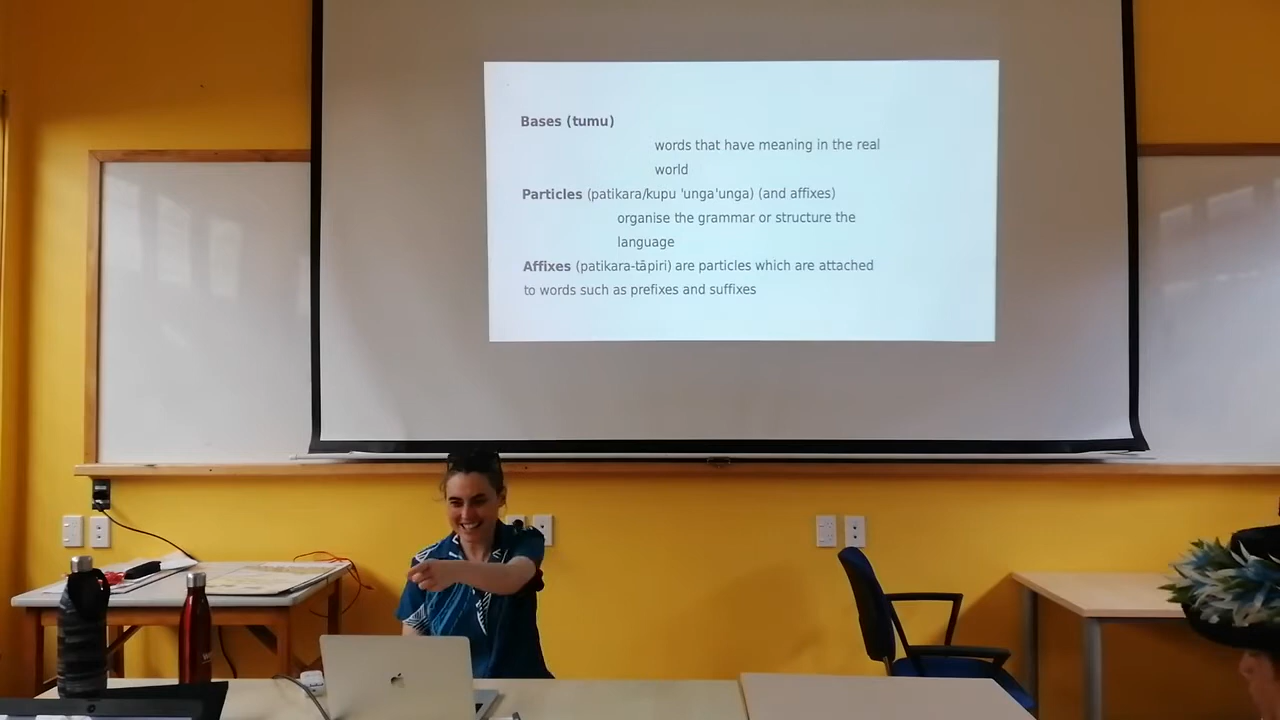 Bases (tumu)
words that have meaning in the real
world
Particles (patikara/kupu 'unga'unga) (and affixes)
organise the grammar or structure the
language
Affixes (patikara-tāpiri) are particles which are attached
to words such as prefixes and suffixes